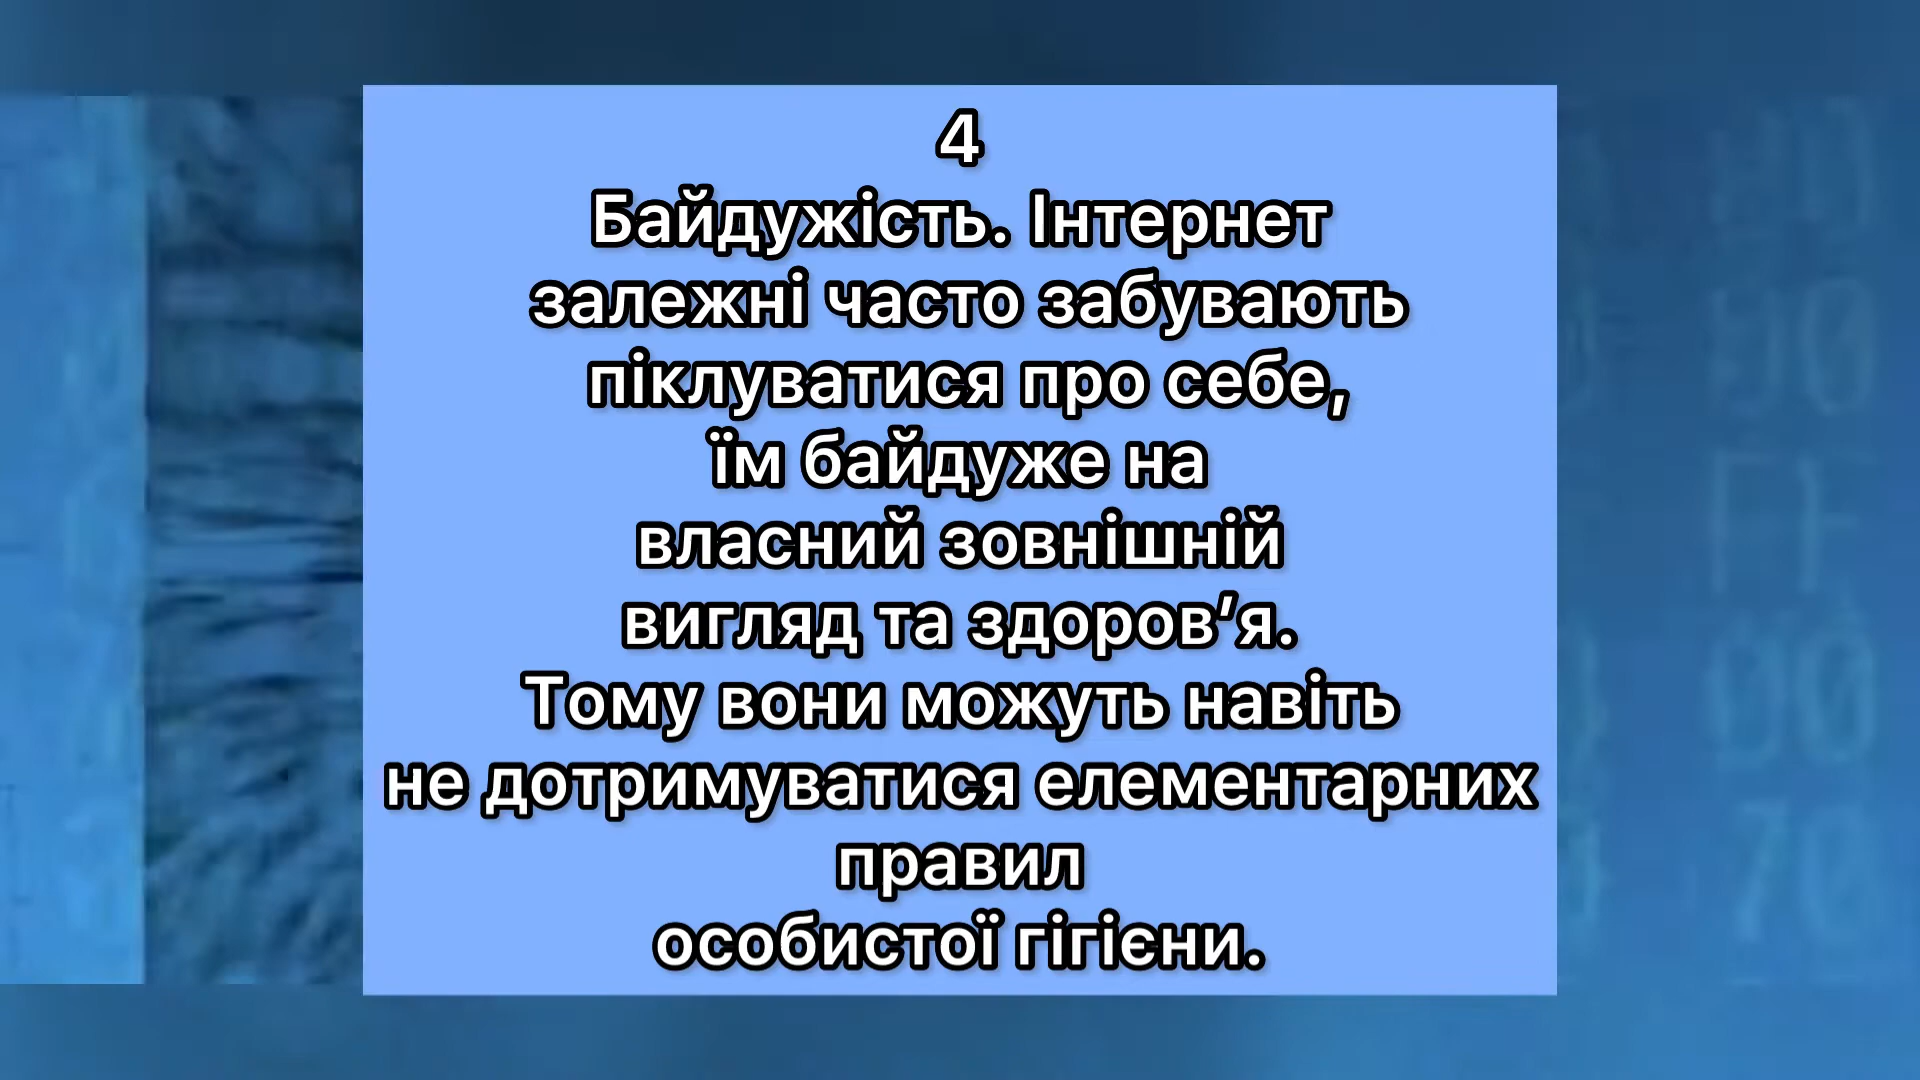 4
Байдужість. Інтернет
залежні часто забувають
піклуватися про себе,
їм байдуже на
власний зовнішній
вигляд та здоров’я.
Тому вони можуть навіть
не дотримуватися елементарних
правил
особистої гігієни.